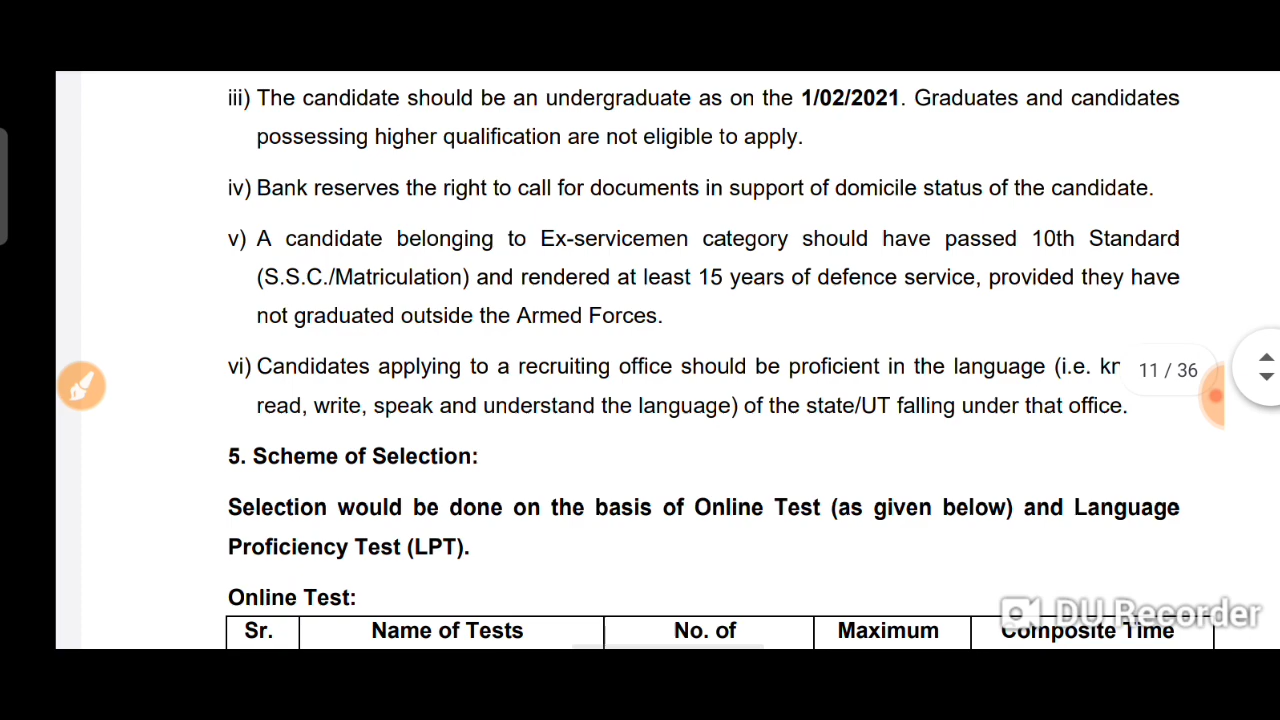 iii) The candidate should be an undergraduate as on the 1/02/2021. Graduates and candidates
possessing higher qualification are not eligible to apply.
iv) Bank reserves the right to call for documents in support of domicile status of the candidate.
v) A candidate belonging to Ex-servicemen category should have passed 10th Standard
(S.S.C./Matriculation) and rendered at least 15 years of defence service, provided they have
not graduated outside the Armed Forces.
vi) Candidates applying to a recruiting office should be proficient in the language (i.e.
11 / 36
read, write, speak and understand the language) of the state/UT falling under that office.
5. Scheme of Selection:
Selection would be done on the basis of Online Test (as given below) and Language
Proficiency Test (LPT).
Online Test:
DU Recorder
Sr. Name of Tests No. of Maximum Composite Time